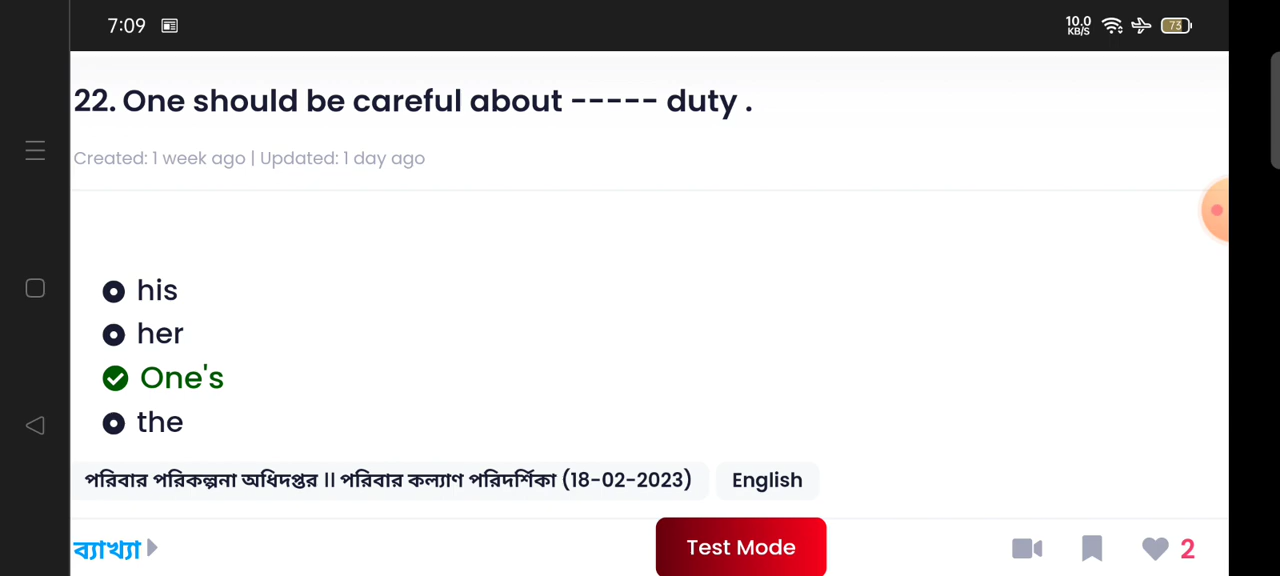 7:09 10.0 KB/S 73
22. One should be careful about ----- duty .
Created: 1 week ago | Updated: 1 day ago
his
her
One's
the
পরিবার পরিকল্পনা অধিদপ্তর || পরিবার কল্যাণ পরিদর্শিকা (18-02-2023) English
ব্যাখ্যা Test Mode 2